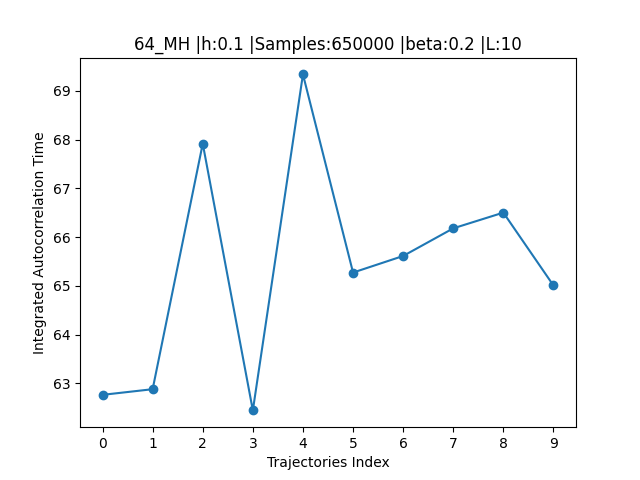 64_MH |h:0.1 |Samples:650000 |beta:0.2 |L:10
Integrated Autocorrelation Time
69
68
67
66
65
64
63
0 1 2 3 4 5 6 7 8 9
Trajectories Index